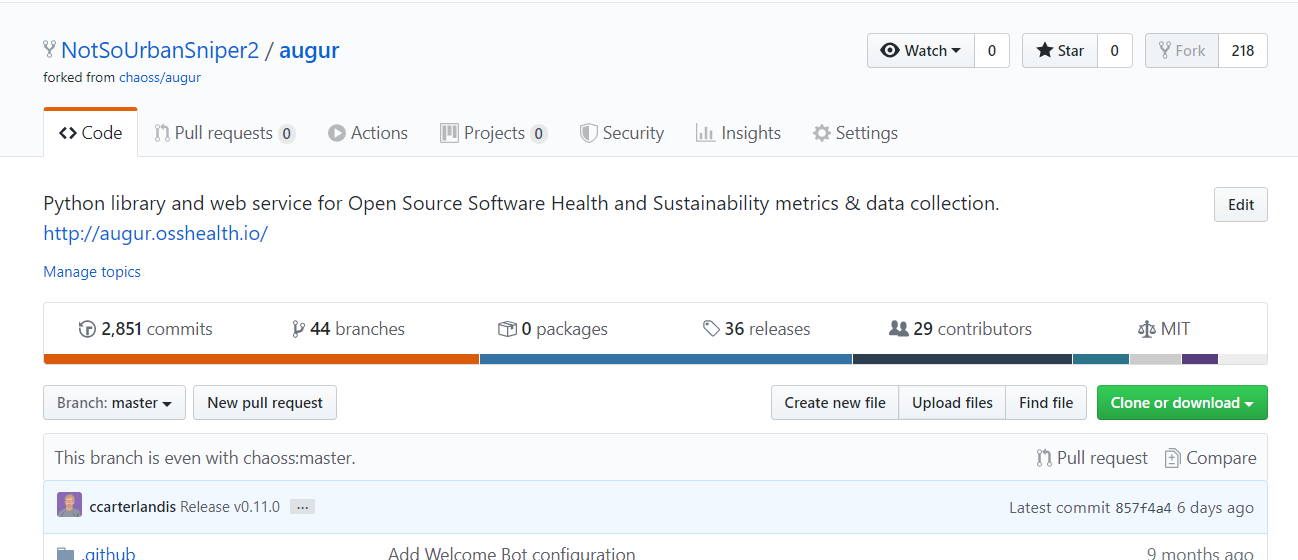 NotSoUrbanSniper2 / augur
Watch 0
Star 0
Fork 218
forked from chaoss/augur
Code
Pull requests 0
Actions
Projects 0
Security
Insights
Settings
Python library and web service for Open Source Software Health and Sustainability metrics & data collection.
http://augur.osshealth.io/
Edit
Manage topics
2,851 commits
44 branches
0 packages
36 releases
29 contributors
MIT
Branch: master
New pull request
Create new file
Upload files
Find file
Clone or download
This branch is even with chaoss:master.
Pull request
Compare
ccarterlandis Release v0.11.0 ...
Latest commit 857f4a4 6 days ago
.github
Add Welcome Bot configuration
9 months ago